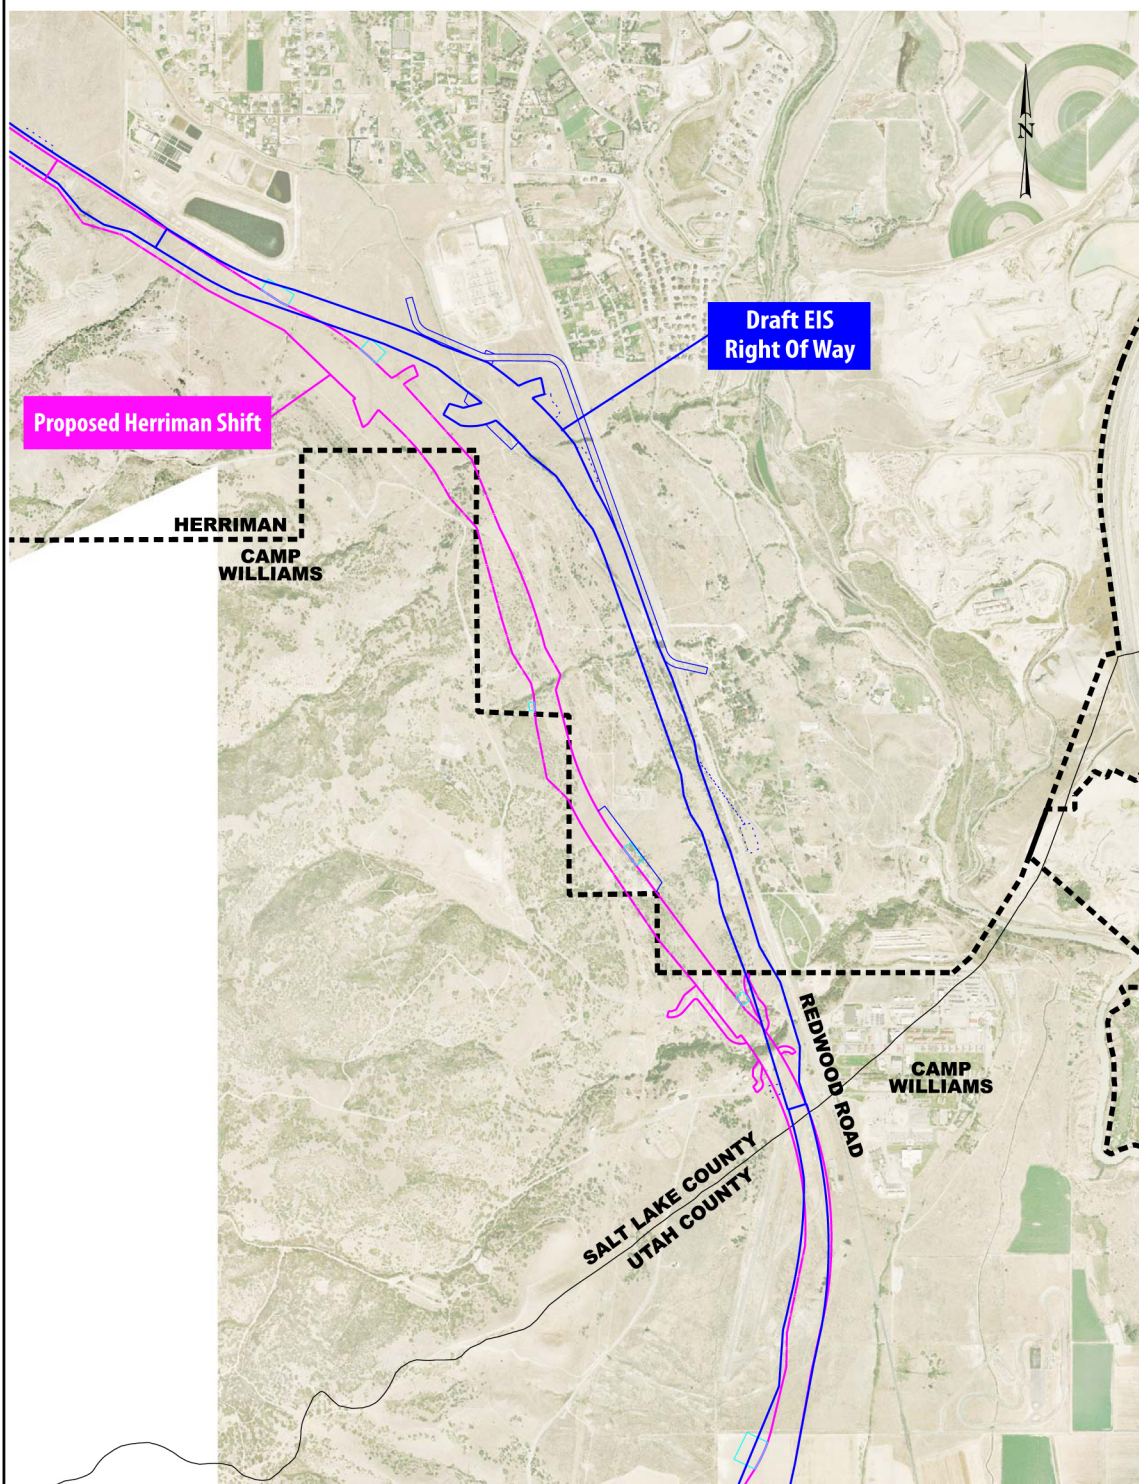 N
Draft EIS
Right Of Way
Proposed Herriman Shift
HERRIMAN
CAMP
WILLIAMS
REDWOOD ROAD
CAMP
WILLIAMS
SALT LAKE COUNTY
UTAH COUNTY